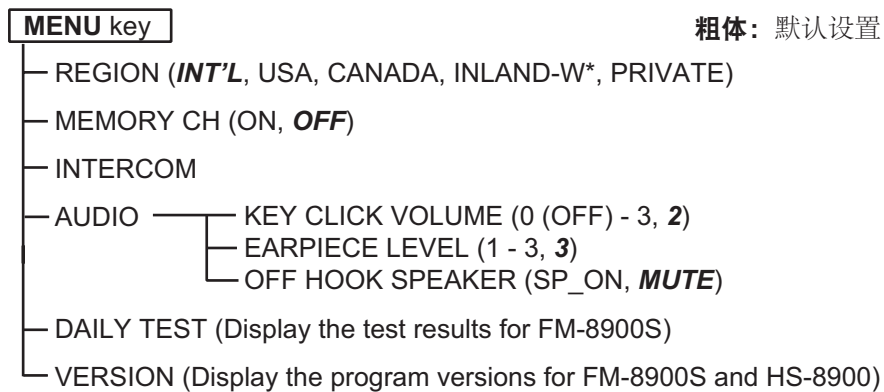 MENU key
粗体：默认设置
REGION (INT'L, USA, CANADA, INLAND-W*, PRIVATE)
MEMORY CH (ON, OFF)
INTERCOM
AUDIO
KEY CLICK VOLUME (0 (OFF) - 3, 2)
EARPIECE LEVEL (1 - 3, 3)
OFF HOOK SPEAKER (SP_ON, MUTE)
DAILY TEST (Display the test results for FM-8900S)
VERSION (Display the program versions for FM-8900S and HS-8900)